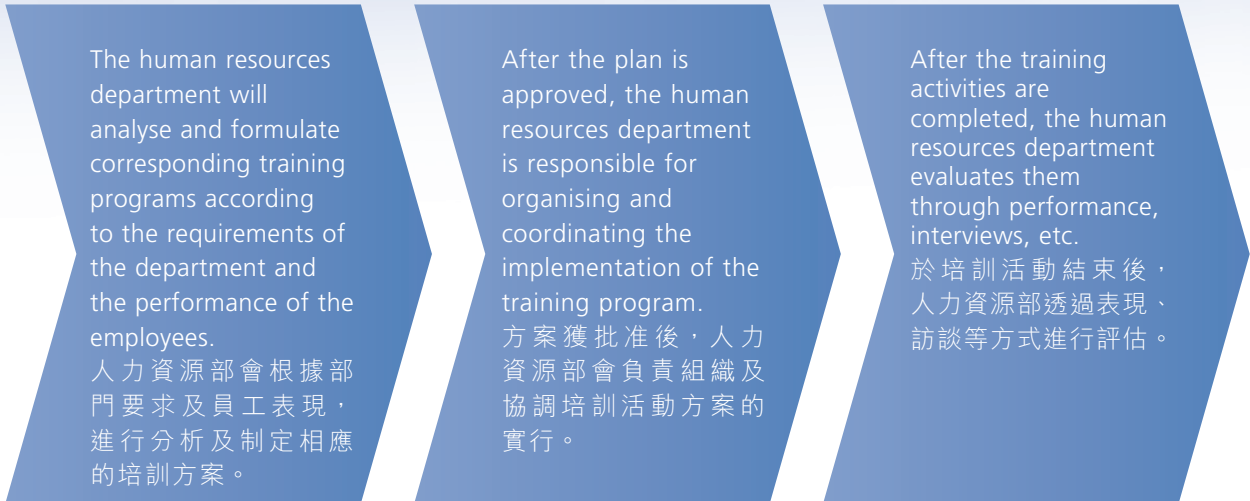 The human resources
department will
analyse and formulate
corresponding training
programs according
to the requirements of
the department and
the performance of the
employees.
人力資源部會根據部
門要求及員工表現，
進行分析及制定相應
的培訓方案。
After the plan is
approved, the human
resources department
is responsible for
organising and
coordinating the
implementation of the
training program.
方案獲批准後，人力
資源部會負責組織及
協調培訓活動方案的
實行。
After the training
activities are
completed, the human
resources department
evaluates them
through performance,
interviews, etc.
於培訓活動結束後，
人力資源部透過表現、
訪談等方式進行評估。